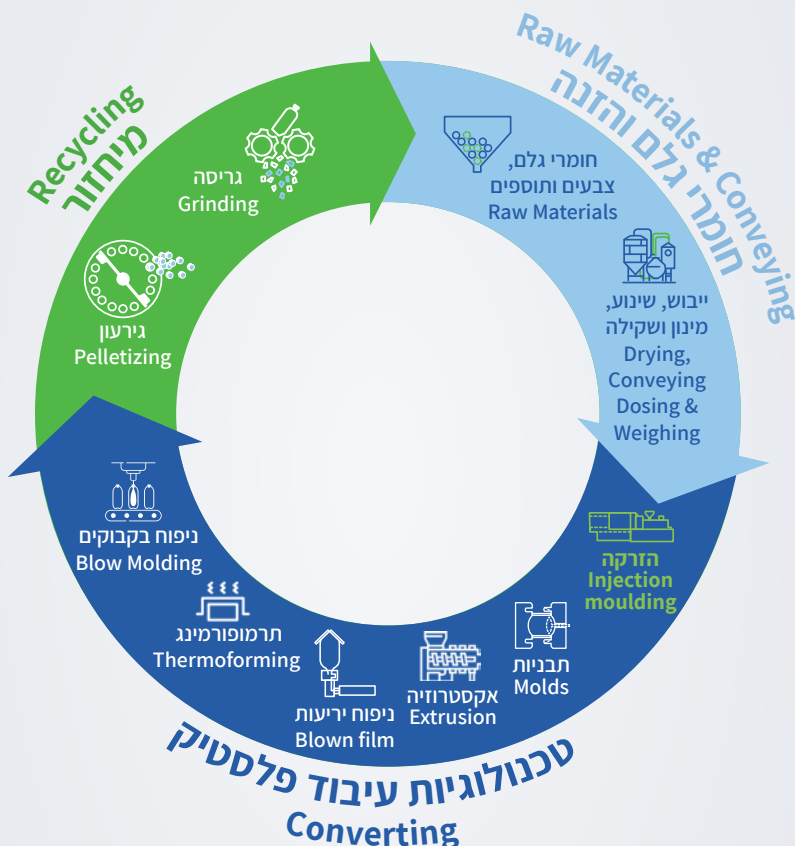 Raw Materials & Conveying
חומרי גלם והזנה
חומרי גלם,
צבעים ותוספים
Raw Materials
ייבוש, שינוע,
מינון ושקילה
Drying,
Conveying
Dosing &
Weighing
הזרקה
Injection
moulding
תבניות
Molds
אקסטרוזיה
Extrusion
ניפוח יריעות
Blown film
תרמופורמינג
Thermoforming
ניפוח בקבוקים
Blow Molding
טכנולוגיות עיבוד פלסטיק
Converting
Recycling
מיחזור
גירעון
Pelletizing
גריסה
Grinding